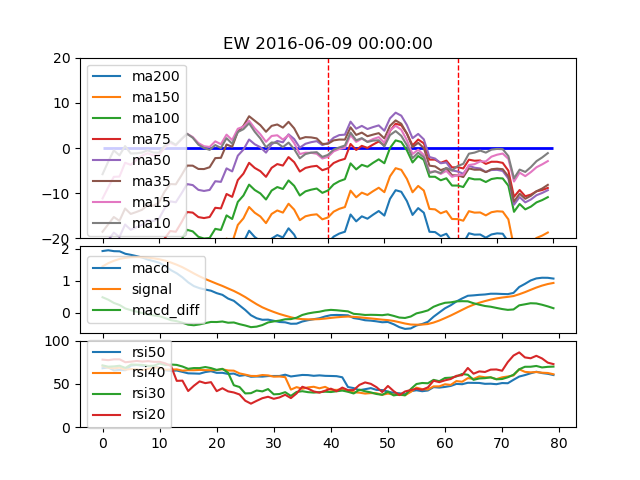 EW 2016-06-09 00:00:00
20
10
0
−10
−20
ma200
ma150
ma100
ma75
ma50
ma35
ma15
ma10
2
1
0
macd
signal
macd_diff
100
50
0
rsi50
rsi40
rsi30
rsi20
0 10 20 30 40 50 60 70 80